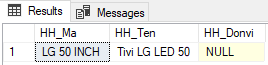 Results Messages
HH_Ma HH_Ten HH_Donvi
1 LG 50 INCH Tivi LG LED 50 NULL